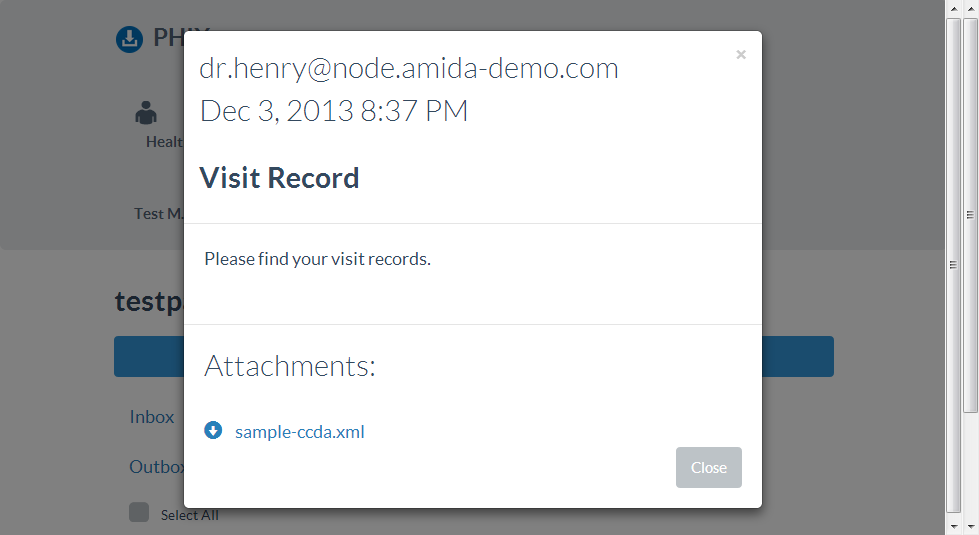 PHIX
dr.henry@node.amida-demo.com
×
Dec 3, 2013 8:37 PM
Healt
Visit Record
Test M.
Please find your visit records.
testp
Attachments:
Inbox
sample-ccda.xml
Outbox
Close
Select All